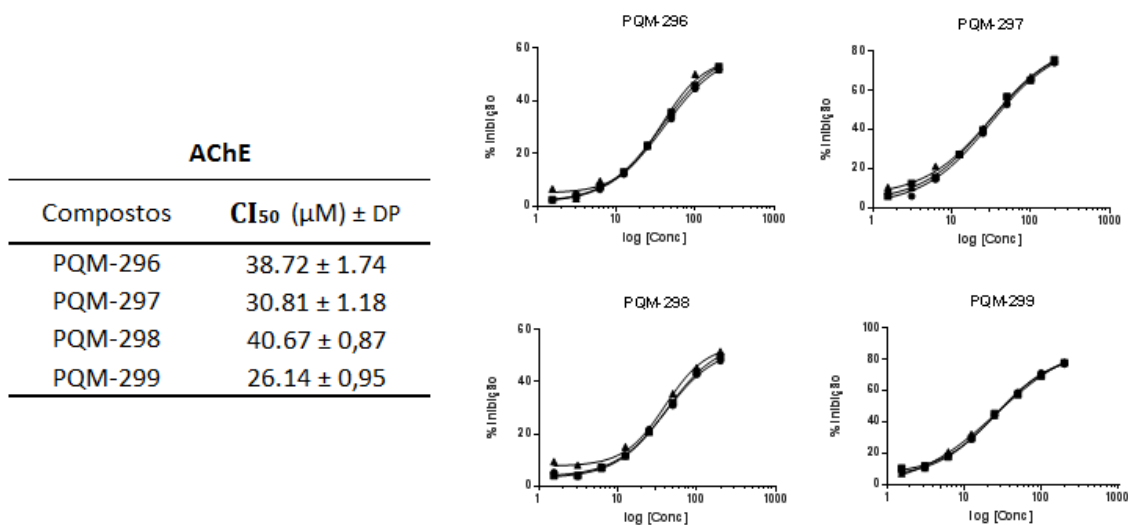 AChE
Compostos CI50 (μM) ± DP
PQM-296 38.72 ± 1.74
PQM-297 30.81 ± 1.18
PQM-298 40.67 ± 0,87
PQM-299 26.14 ± 0,95
PQM-296
% Inibição
60
40
20
0
1 10 100 1000
log [Conc]
PQM-297
% Inibição
80
60
40
20
0
1 10 100 1000
log [Conc]
PQM-298
% Inibição
60
40
20
0
1 10 100 1000
log [Conc]
PQM-299
% Inibição
100
80
60
40
20
0
1 10 100 1000
log [Conc]